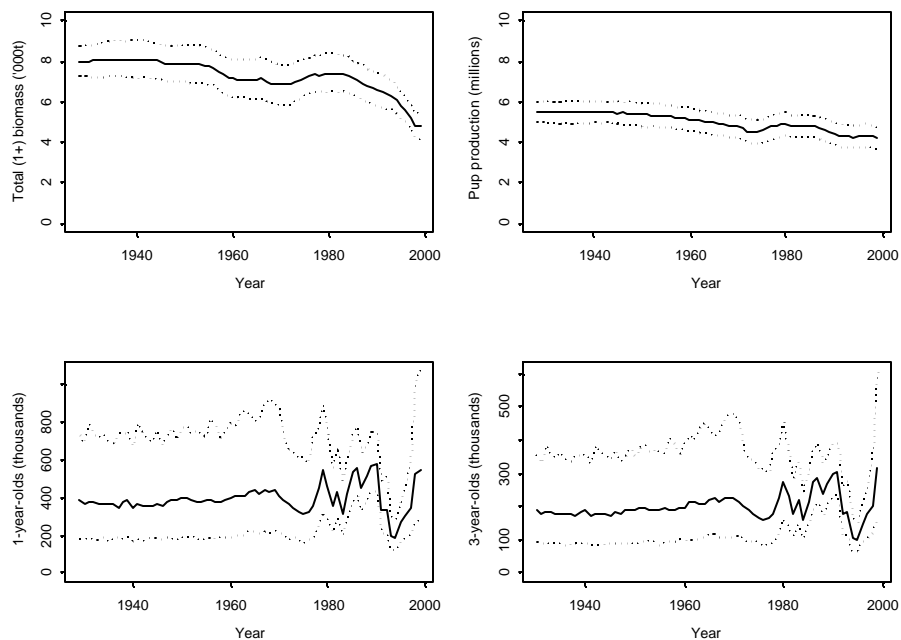 Total (1+) biomass ('000t)
10
8
6
4
2
0
1940 1960 1980 2000
Year
Pup production (millions)
10
8
6
4
2
0
1940 1960 1980 2000
Year
1-year-olds (thousands)
800
600
400
200
0
1940 1960 1980 2000
Year
3-year-olds (thousands)
500
300
100
0
1940 1960 1980 2000
Year